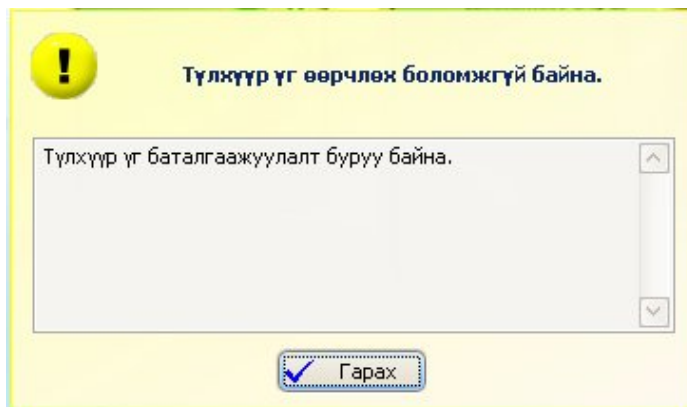 Түлхүүр үг өөрчлөх боломжгүй байна.
Түлхүүр үг баталгаажуулалт буруу байна.
Гарах